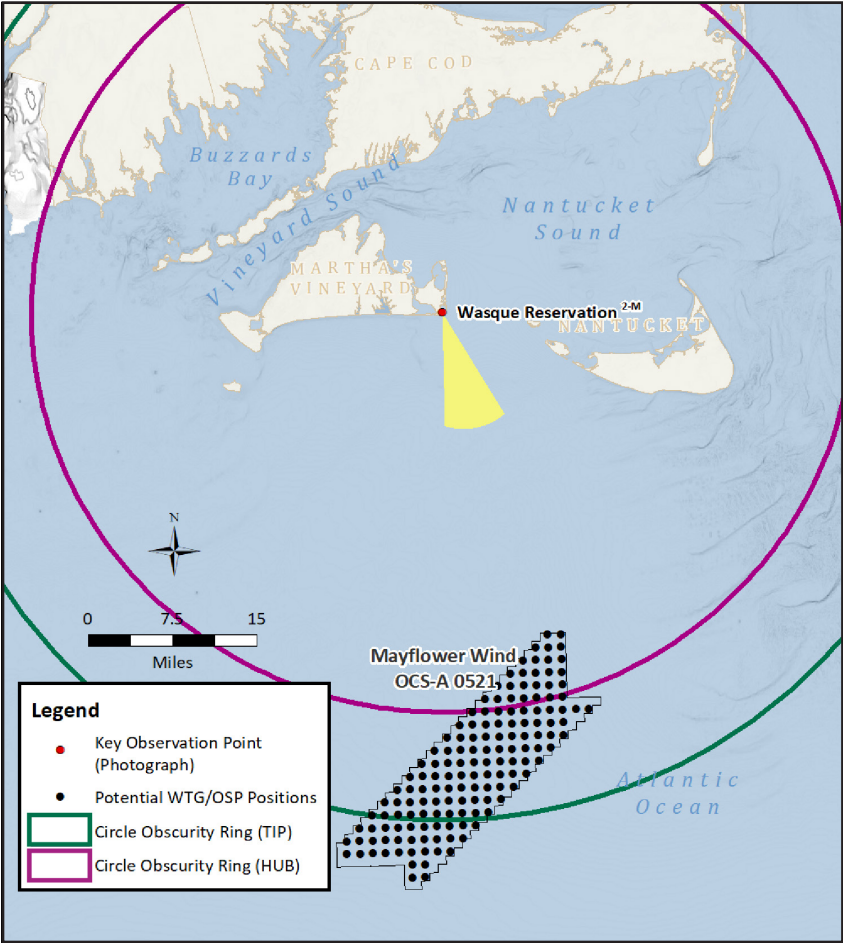 CAPE COD
Buzzards
Bay
Vineyard Sound
Nantucket
Sound
MARTHA'S
VINEYARD
Wasque Reservation 2-M
NANTUCKET
N
0 7.5 15
Miles
Mayflower Wind
OCS-A 0521
Legend
Key Observation Point
(Photograph)
Potential WTG/OSP Positions
Circle Obscurity Ring (TIP)
Circle Obscurity Ring (HUB)
Atlantic
Ocean